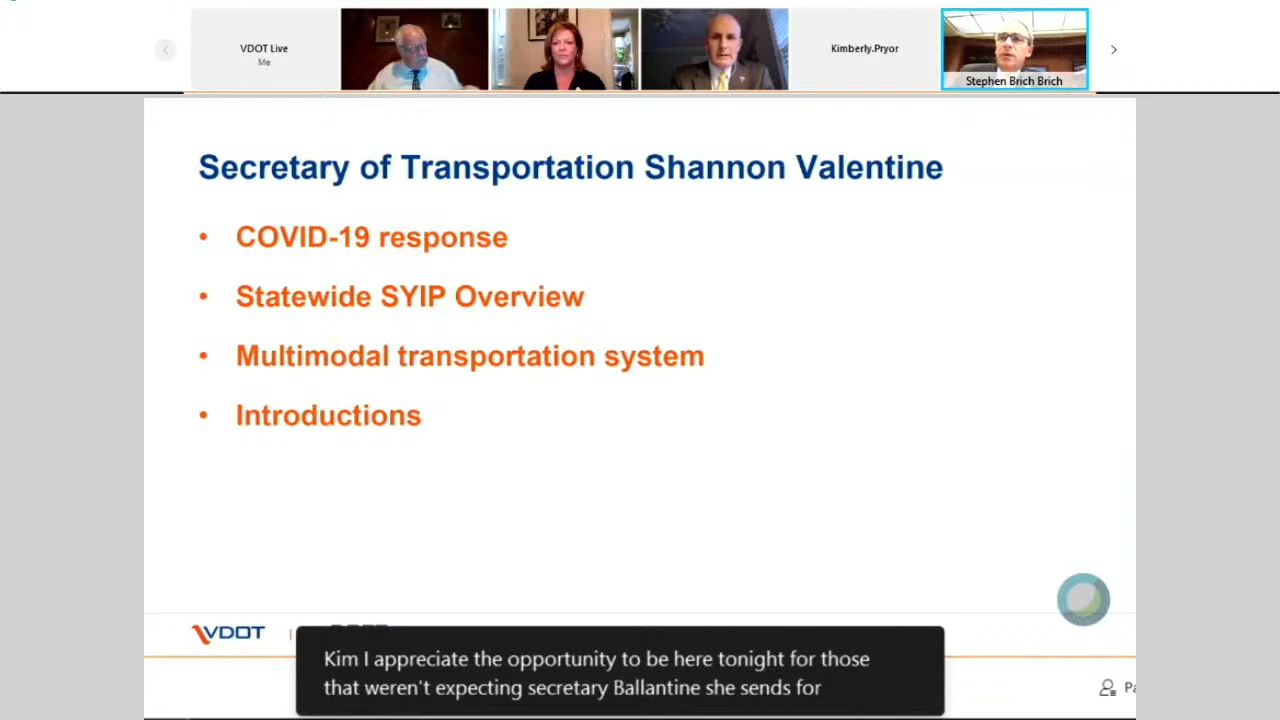 VDOT Live
Me
Kimberly.Pryor
Stephen Brich Brich
Secretary of Transportation Shannon Valentine
• COVID-19 response
• Statewide SYIP Overview
• Multimodal transportation system
• Introductions
VDOT
Kim I appreciate the opportunity to be here tonight for those
that weren't expecting secretary Ballantine she sends for